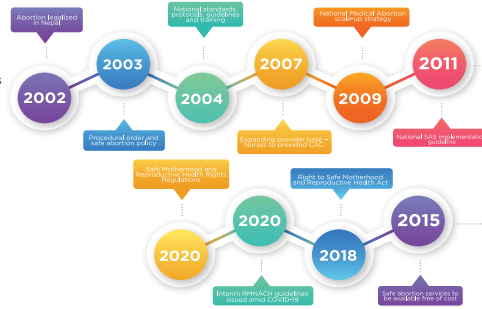 Abortion legalized
in Nepal
National standards,
protocols, guidelines
and training
National Medical Abortion
scale-up strategy
s
2002
2003
2004
2007
2009
2011
Procedural order and
safe abortion policy
Expanding provider base –
Nurses to provided CAC
National SAS implementation
guideline
Safe Motherhood and
Reproductive Health Rights
Regulations
Right to Safe Motherhood
and Reproductive Health Act
2020
2020
2018
2015
Interim RMNACH guidelines
issued amid COVID-19
Safe abortion services to
be available free of cost